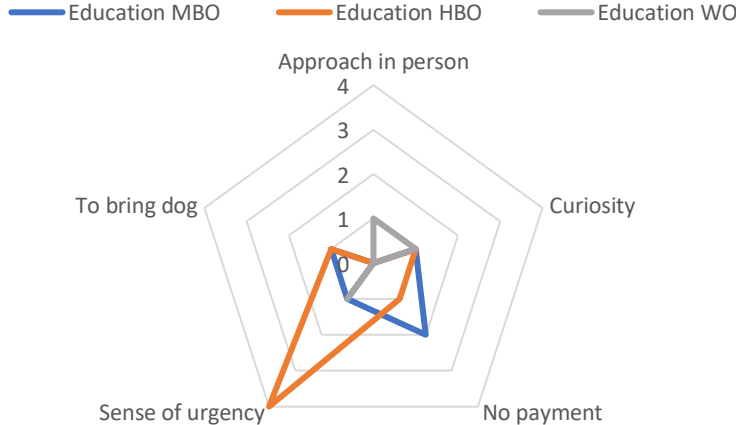 Education MBO Education HBO Education WO
Approach in person
4
3
2
1
0
To bring dog
Curiosity
Sense of urgency
No payment